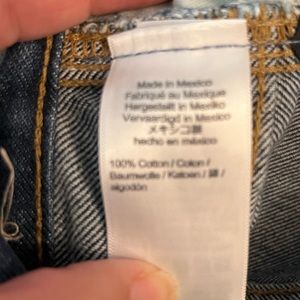 Made in Mexico
Fabriqué au Mexique
Hergestellt in Mexiko
Vervaardigd in Mexico
メキシコ製
hecho en méxico
100% Cotton / Coton /
Baumwolle / Katoen / 綿 /
algodón